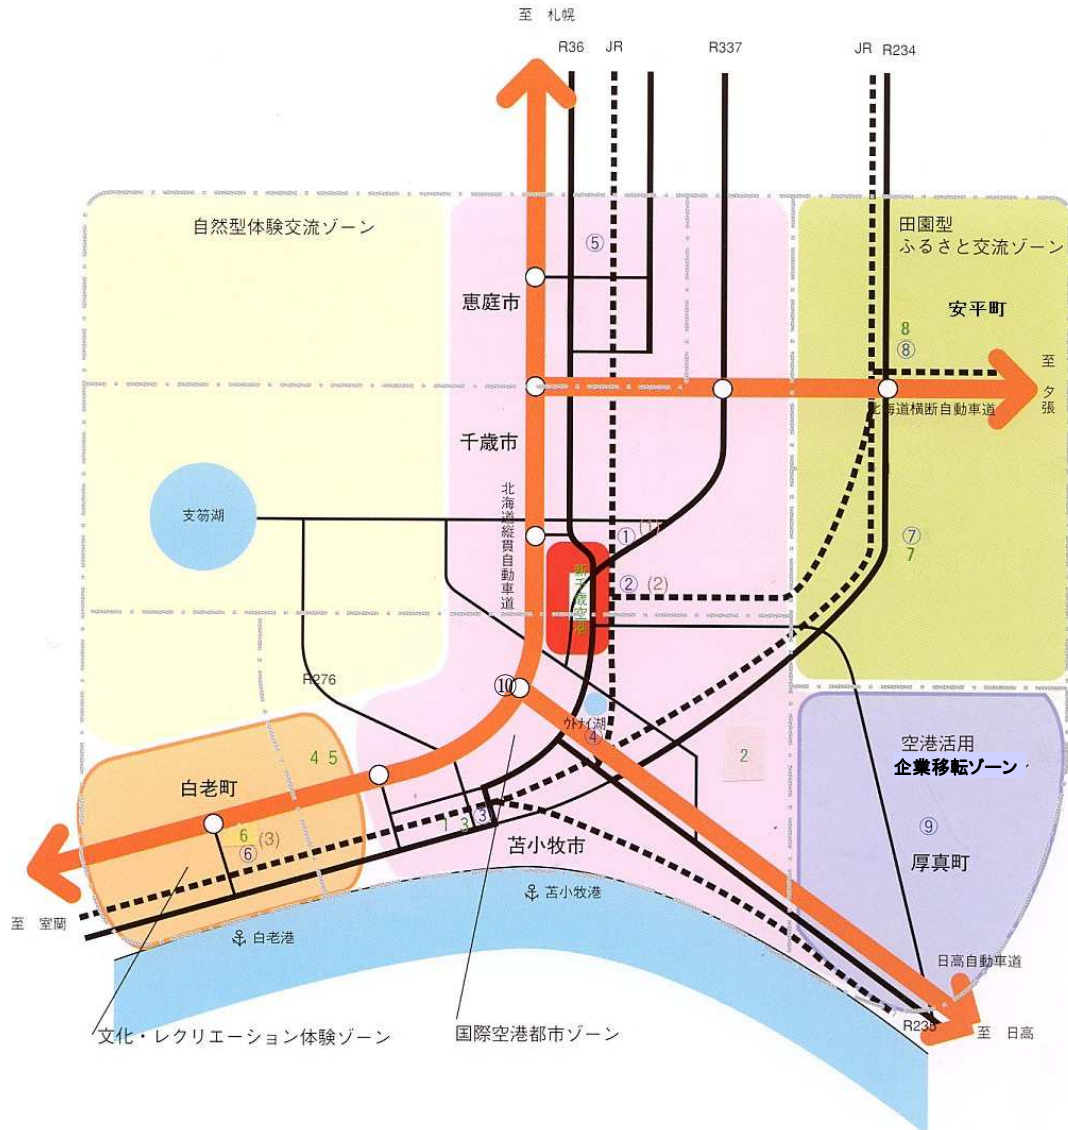 至 札幌
R36 JR R337 JR R234
自然型体験交流ゾーン
田園型
ふるさと交流ゾーン
⑤
恵庭市
安平町
8
⑧
至 夕張
北海道横断自動車道
千歳市
北海道縦貫自動車道
支笏湖
① (1)
⑦
7
新千歳空港
② (2)
R276
⑩
ウトナイ湖
④
2
空港活用
企業移転ゾーン
4 5
白老町
6 (3)
⑥
1 3 ③
苫小牧市
⑨
厚真町
至 室蘭
白老港
苫小牧港
日高自動車道
R235
至 日高
文化・レクリエーション体験ゾーン
国際空港都市ゾーン